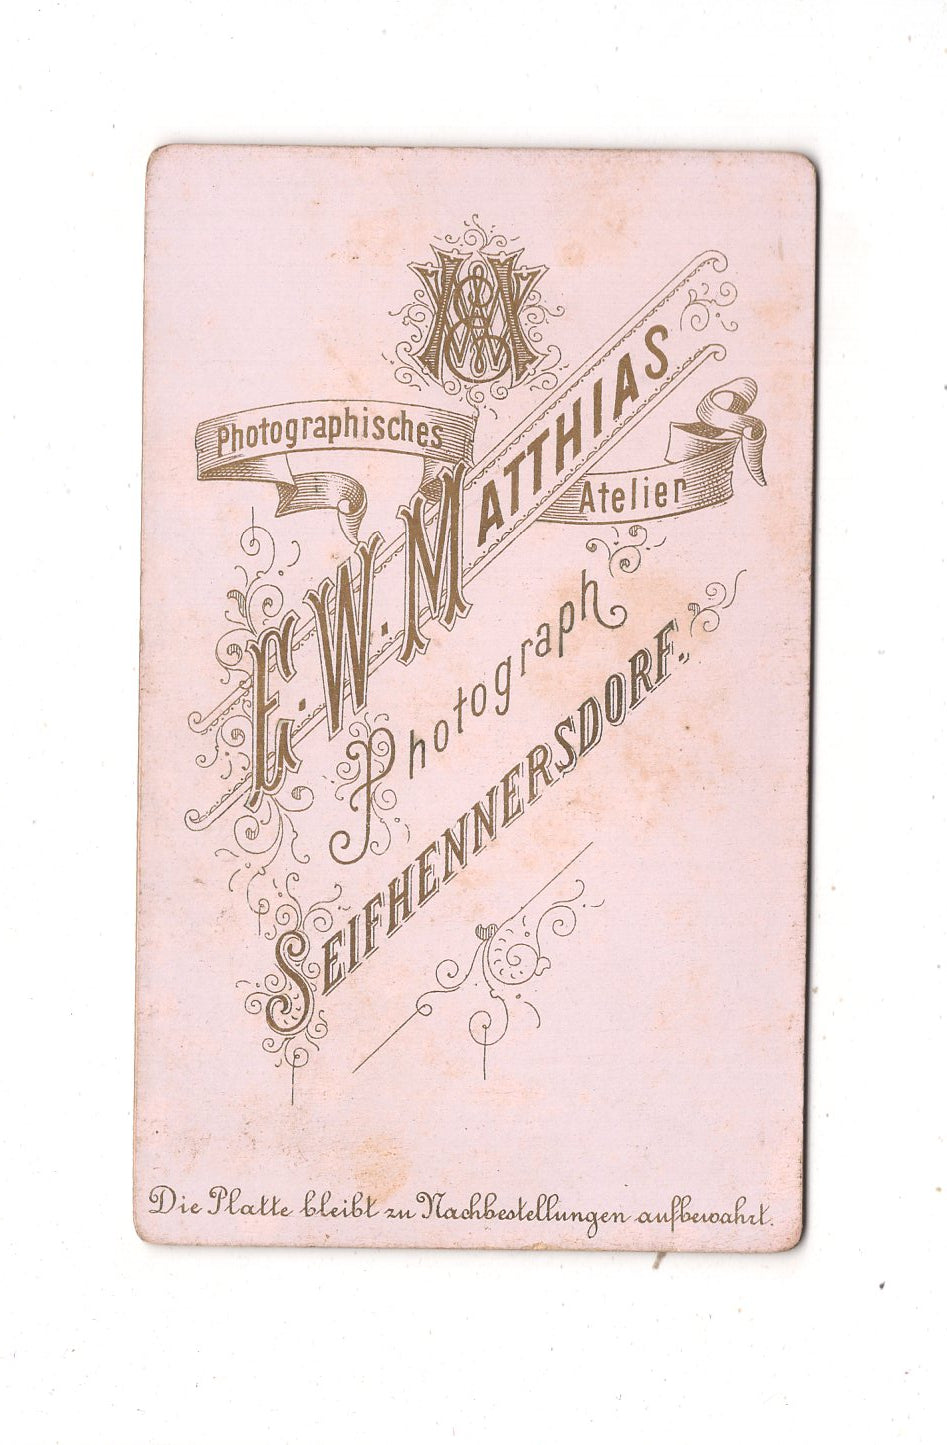 Photographisches
Atelier
E. W. MATTHIAS
Photograph
SEIFHENNERSDORF.
Die Platte bleibt zu Nachbestellungen aufbewahrt.